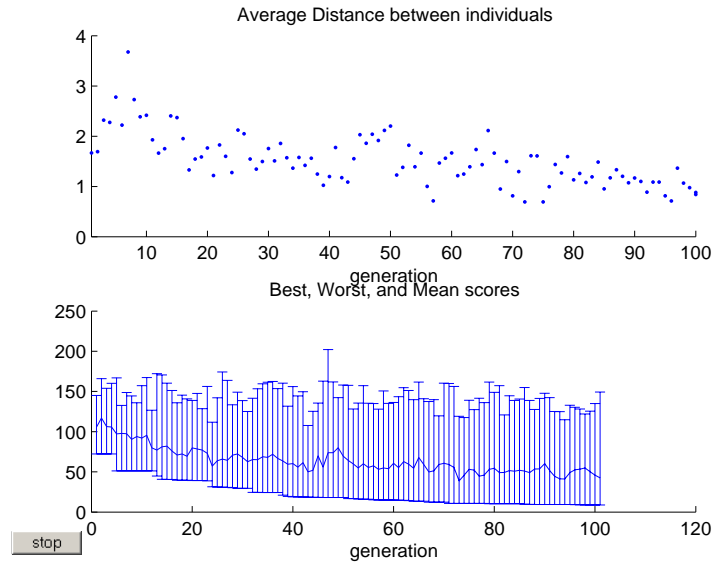 Average Distance between individuals
4
3
2
1
0
10 20 30 40 50 60 70 80 90 100
generation
Best, Worst, and Mean scores
250
200
150
100
50
0
0 20 40 60 80 100 120
generation
stop